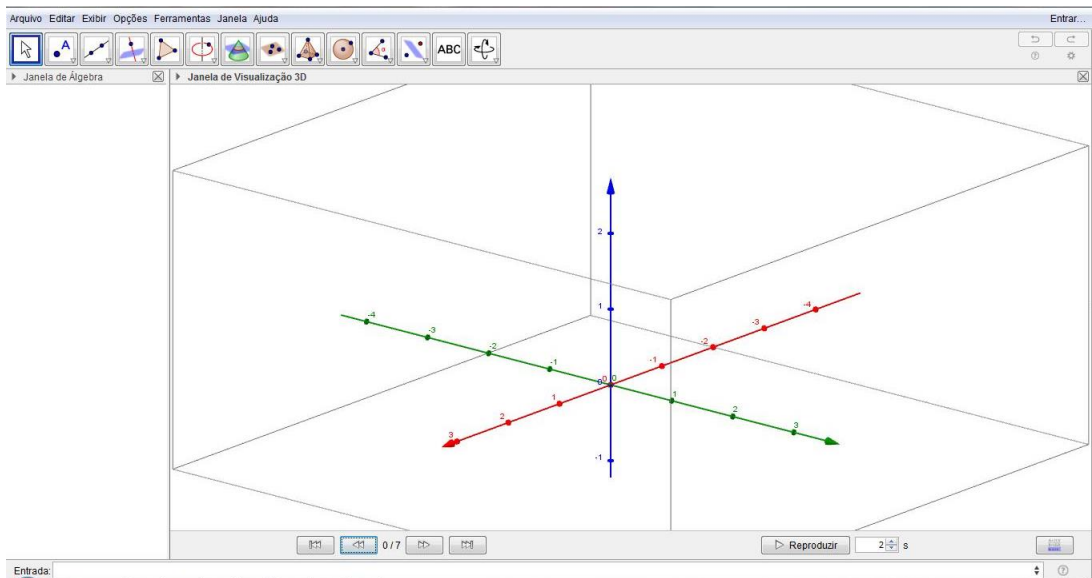 Arquivo Editar Exibir Opções Ferramentas Janela Ajuda Entrar...
A ABC
Janela de Álgebra Janela de Visualização 3D
2
1
0
-1
-4 -3 -2 -1 0 1 2 3
3 2 1 0 -1 -2 -3 -4
0 / 7 Reproduzir 2 s
Entrada: